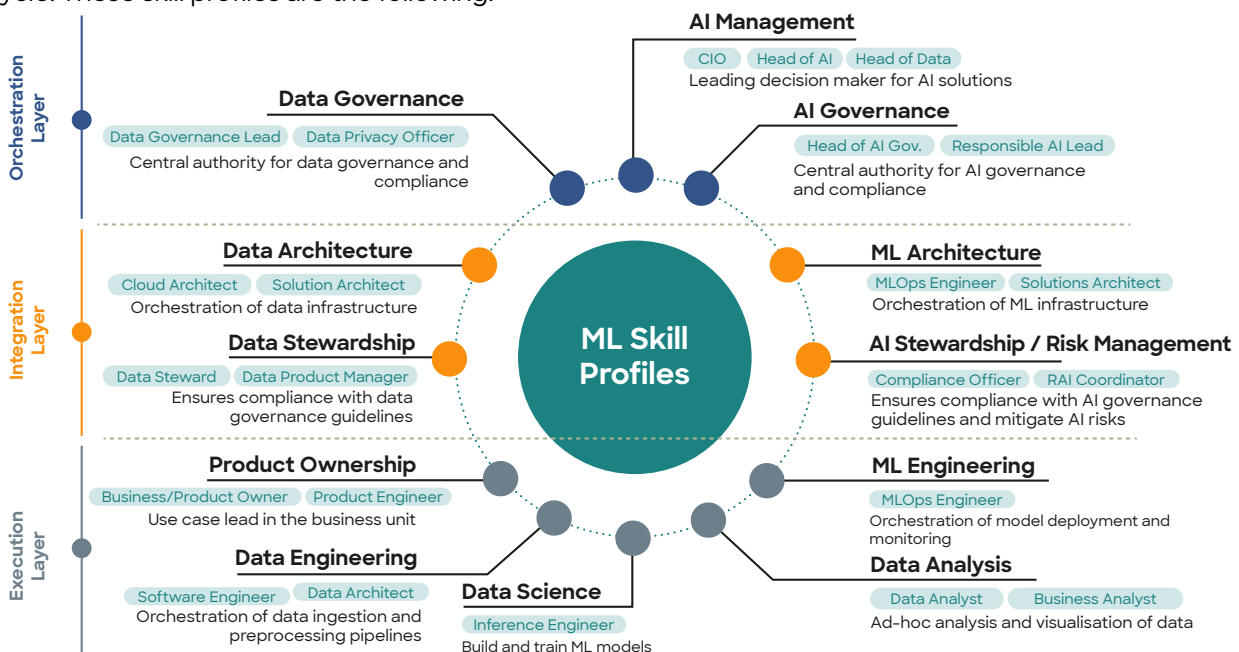 AI Management
CIO Head of AI Head of Data
Leading decision maker for AI solutions
Data Governance
Data Governance Lead Data Privacy Officer
Central authority for data governance and
compliance
AI Governance
Head of AI Gov. Responsible AI Lead
Central authority for AI governance
and compliance
Orchestration
Layer
Data Architecture
Cloud Architect Solution Architect
Orchestration of data infrastructure
ML Architecture
MLOps Engineer Solutions Architect
Orchestration of ML infrastructure
Integration
Layer
ML Skill
Profiles
Data Stewardship
Data Steward Data Product Manager
Ensures compliance with data
governance guidelines
AI Stewardship / Risk Management
Compliance Officer RAI Coordinator
Ensures compliance with AI governance
guidelines and mitigate AI risks
Product Ownership
Business/Product Owner Product Engineer
Use case lead in the business unit
ML Engineering
MLOps Engineer
Orchestration of model deployment and
monitoring
Execution
Layer
Data Engineering
Software Engineer Data Architect
Orchestration of data ingestion and
preprocessing pipelines
Data Science
Inference Engineer
Build and train ML models
Data Analysis
Data Analyst Business Analyst
Ad-hoc analysis and visualisation of data